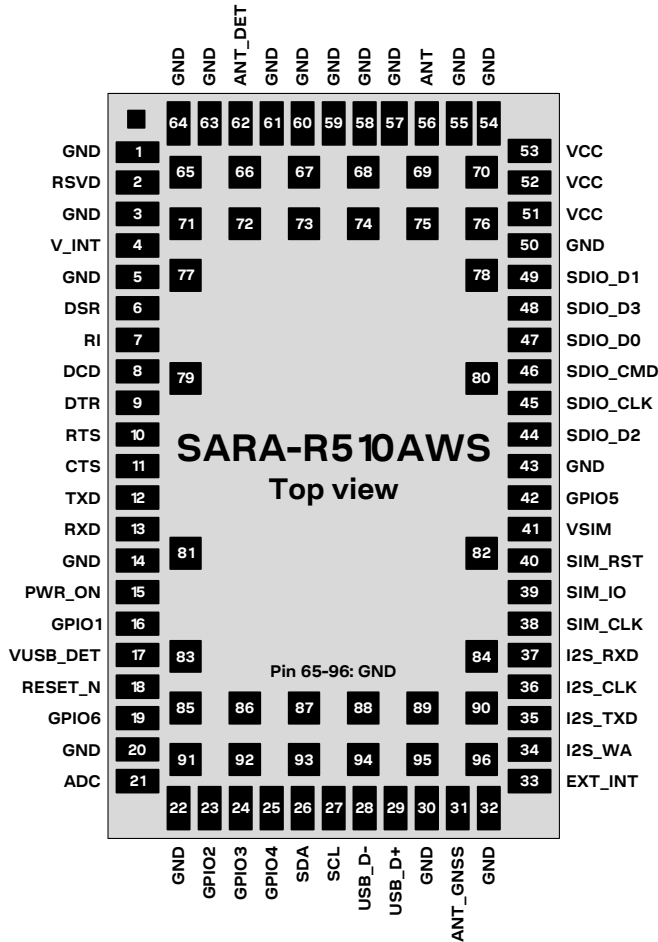 GND GND ANT_DET GND GND GND GND GND ANT GND GND
64 63 62 61 60 59 58 57 56 55 54
GND 1 53 VCC
65 66 67 68 69 70
RSVD 2 52 VCC
GND 3 51 VCC
71 72 73 74 75 76
V_INT 4 50 GND
GND 5 77 78 49 SDIO_D1
DSR 6 48 SDIO_D3
RI 7 47 SDIO_D0
DCD 8 79 80 46 SDIO_CMD
DTR 9 45 SDIO_CLK
RTS 10 44 SDIO_D2
SARA-R510AWS
CTS 11 43 GND
Top view
TXD 12 42 GPIO5
RXD 13 41 VSIM
GND 14 81 82 40 SIM_RST
PWR_ON 15 39 SIM_IO
GPIO1 16 38 SIM_CLK
VUSB_DET 17 83 84 37 I2S_RXD
Pin 65-96: GND
RESET_N 18 36 I2S_CLK
85 86 87 88 89 90
GPIO6 19 35 I2S_TXD
GND 20 34 I2S_WA
91 92 93 94 95 96
ADC 21 33 EXT_INT
22 23 24 25 26 27 28 29 30 31 32
GND GPIO2 GPIO3 GPIO4 SDA SCL USB_D- USB_D+ GND ANT_GNSS GND